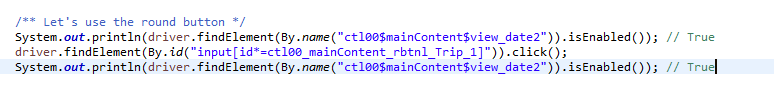 /** Let's use the round button */
System.out.println(driver.findElement(By.name("ctl00$mainContent$view_date2")).isEnabled()); // True
driver.findElement(By.id("input[id*=ctl00_mainContent_rbtnl_Trip_1]")).click();
System.out.println(driver.findElement(By.name("ctl00$mainContent$view_date2")).isEnabled()); // True